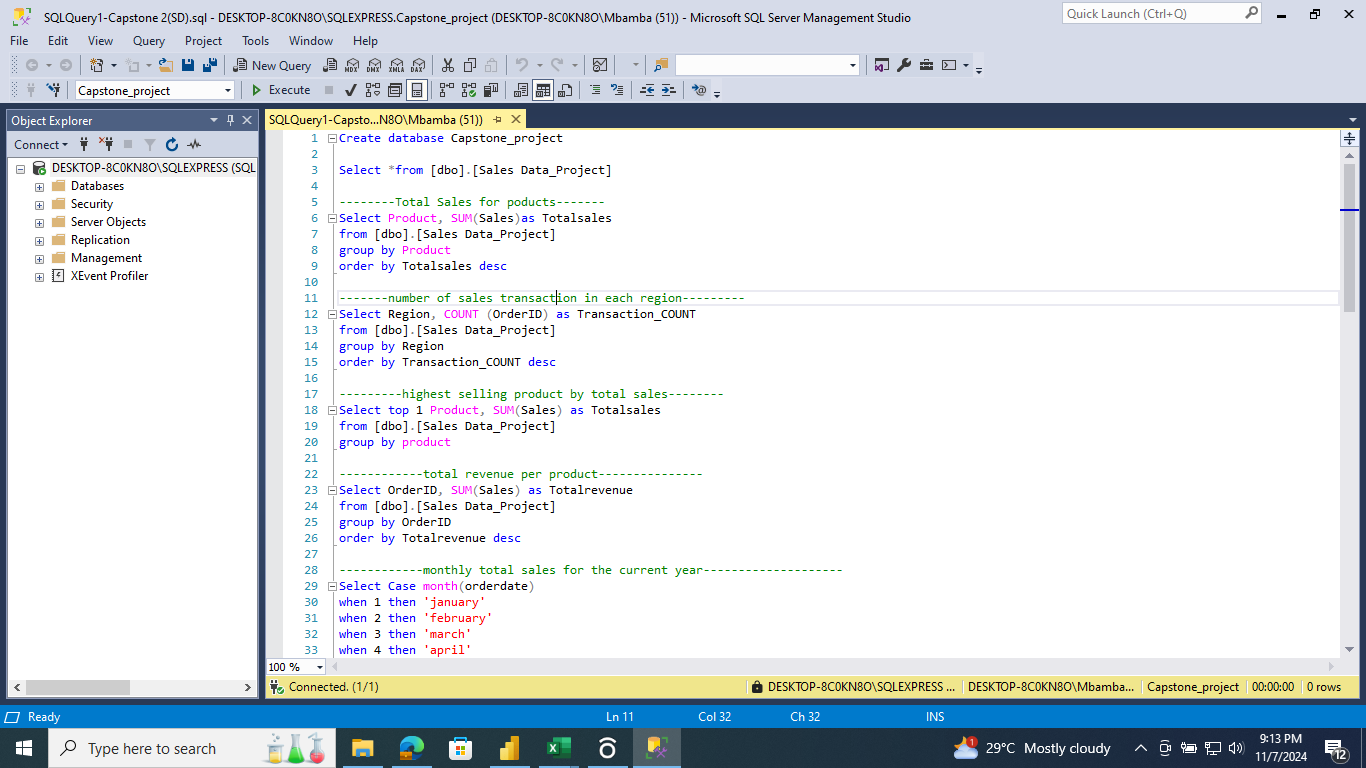 SQLQuery1-Capstone 2(SD).sql - DESKTOP-8C0KN8O\SQLEXPRESS.Capstone_project (DESKTOP-8C0KN8O\Mbamba (51)) - Microsoft SQL Server Management Studio
Quick Launch (Ctrl+Q)
File Edit View Query Project Tools Window Help
New Query MDX DMX XMLA DAX
Capstone_project Execute
Object Explorer
Connect
DESKTOP-8C0KN8O\SQLEXPRESS (SQL
Databases
Security
Server Objects
Replication
Management
XEvent Profiler
SQLQuery1-Capsto...N8O\Mbamba (51))
1 Create database Capstone_project
2
3 Select *from [dbo].[Sales Data_Project]
4
5 --------Total Sales for poducts-------
6 Select Product, SUM(Sales)as Totalsales
7 from [dbo].[Sales Data_Project]
8 group by Product
9 order by Totalsales desc
10
11 -------number of sales transaction in each region---------
12 Select Region, COUNT (OrderID) as Transaction_COUNT
13 from [dbo].[Sales Data_Project]
14 group by Region
15 order by Transaction_COUNT desc
16
17 ---------highest selling product by total sales--------
18 Select top 1 Product, SUM(Sales) as Totalsales
19 from [dbo].[Sales Data_Project]
20 group by product
21
22 ------------total revenue per product---------------
23 Select OrderID, SUM(Sales) as Totalrevenue
24 from [dbo].[Sales Data_Project]
25 group by OrderID
26 order by Totalrevenue desc
27
28 ------------monthly total sales for the current year--------------------
29 Select Case month(orderdate)
30 when 1 then 'january'
31 when 2 then 'february'
32 when 3 then 'march'
33 when 4 then 'april'
100 %
Connected. (1/1) DESKTOP-8C0KN8O\SQLEXPRESS ... DESKTOP-8C0KN8O\Mbamba... Capstone_project 00:00:00 0 rows
Ready Ln 11 Col 32 Ch 32 INS
Type here to search
1 29°C Mostly cloudy
9:13 PM
11/7/2024
12